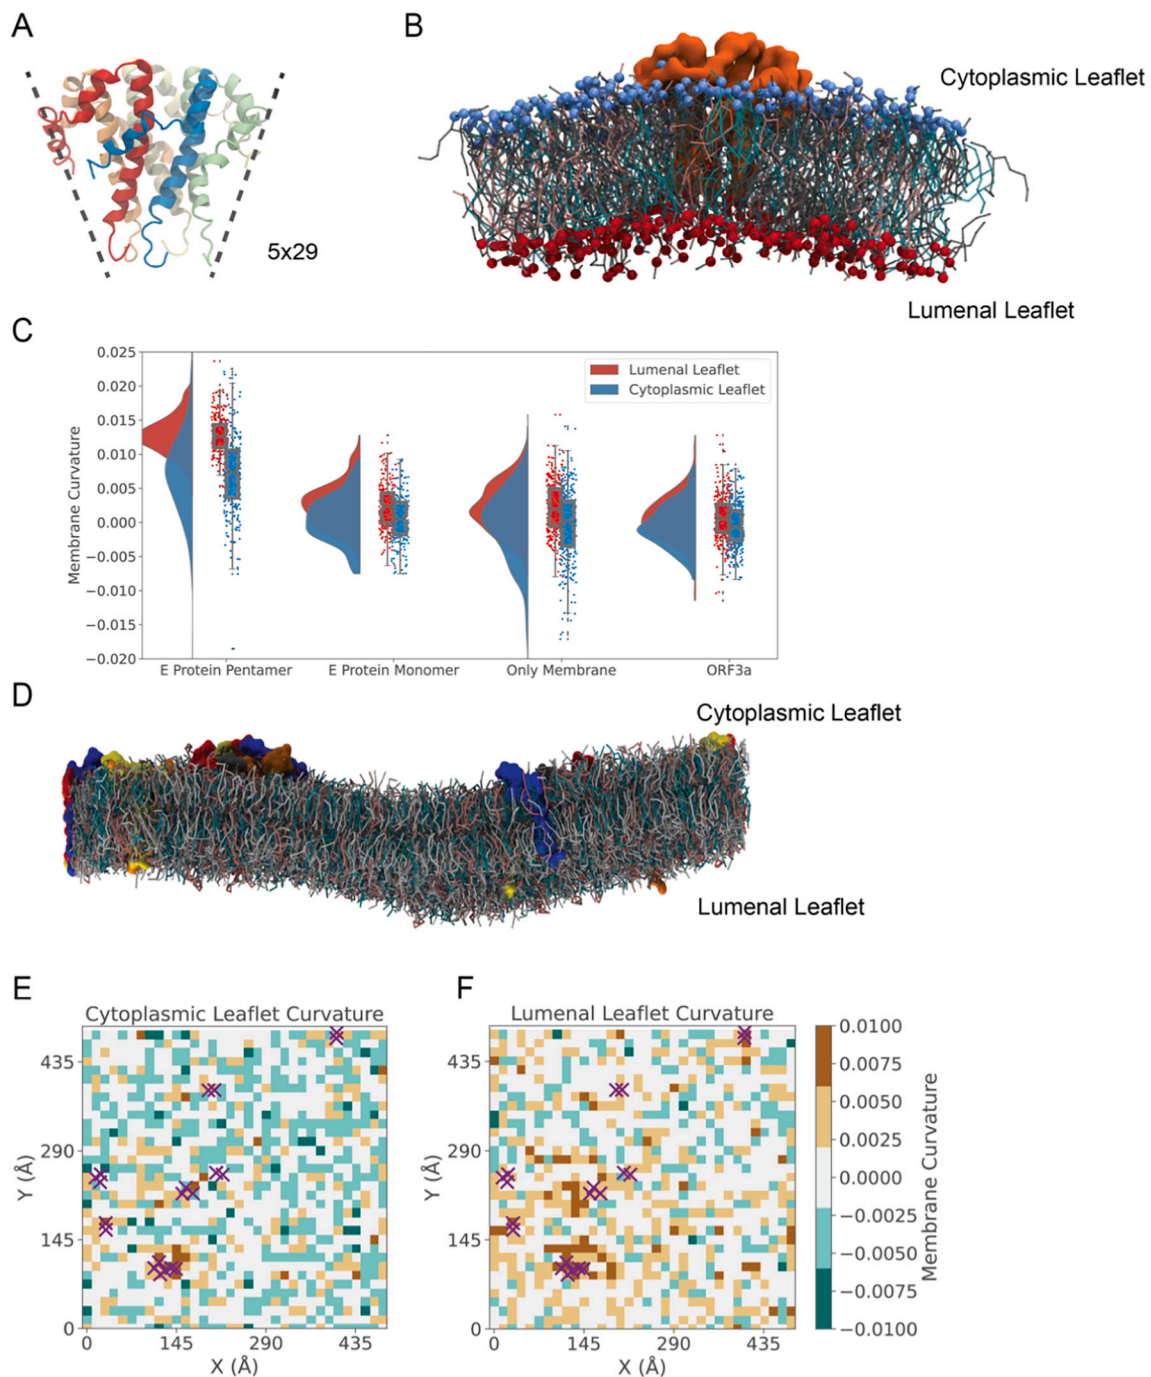 A
B
Cytoplasmic Leaflet
5x29
Lumenal Leaflet
C
Membrane Curvature
0.025
0.020
0.015
0.010
0.005
0.000
−0.005
−0.010
−0.015
−0.020
Lumenal Leaflet
Cytoplasmic Leaflet
E Protein Pentamer
E Protein Monomer
Only Membrane
ORF3a
D
Cytoplasmic Leaflet
Lumenal Leaflet
E
Cytoplasmic Leaflet Curvature
Y (Å)
435
290
145
0
0
145
290
435
X (Å)
F
Lumenal Leaflet Curvature
Y (Å)
435
290
145
0
0
145
290
435
X (Å)
0.0100
0.0075
0.0050
0.0025
0.0000
−0.0025
−0.0050
−0.0075
−0.0100
Membrane Curvature